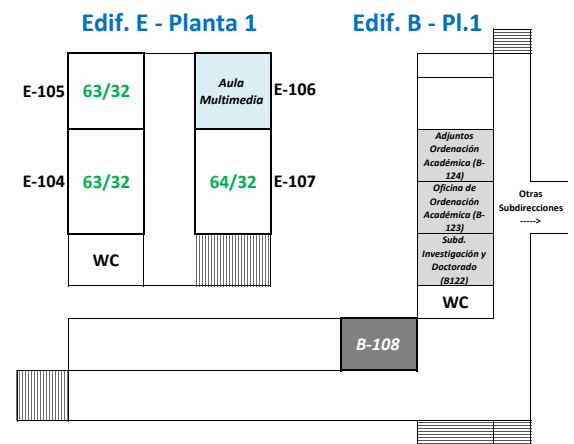 Edif. E - Planta 1
Edif. B - Pl.1
E-105
63/32
Aula
Multimedia
E-106
E-104
63/32
64/32
E-107
WC
Adjuntos
Ordenación
Académica (B-
124)
Oficina de
Ordenación
Académica (B-
123)
Subd.
Investigación y
Doctorado
(B122)
WC
Otras
Subdirecciones
----->
B-108